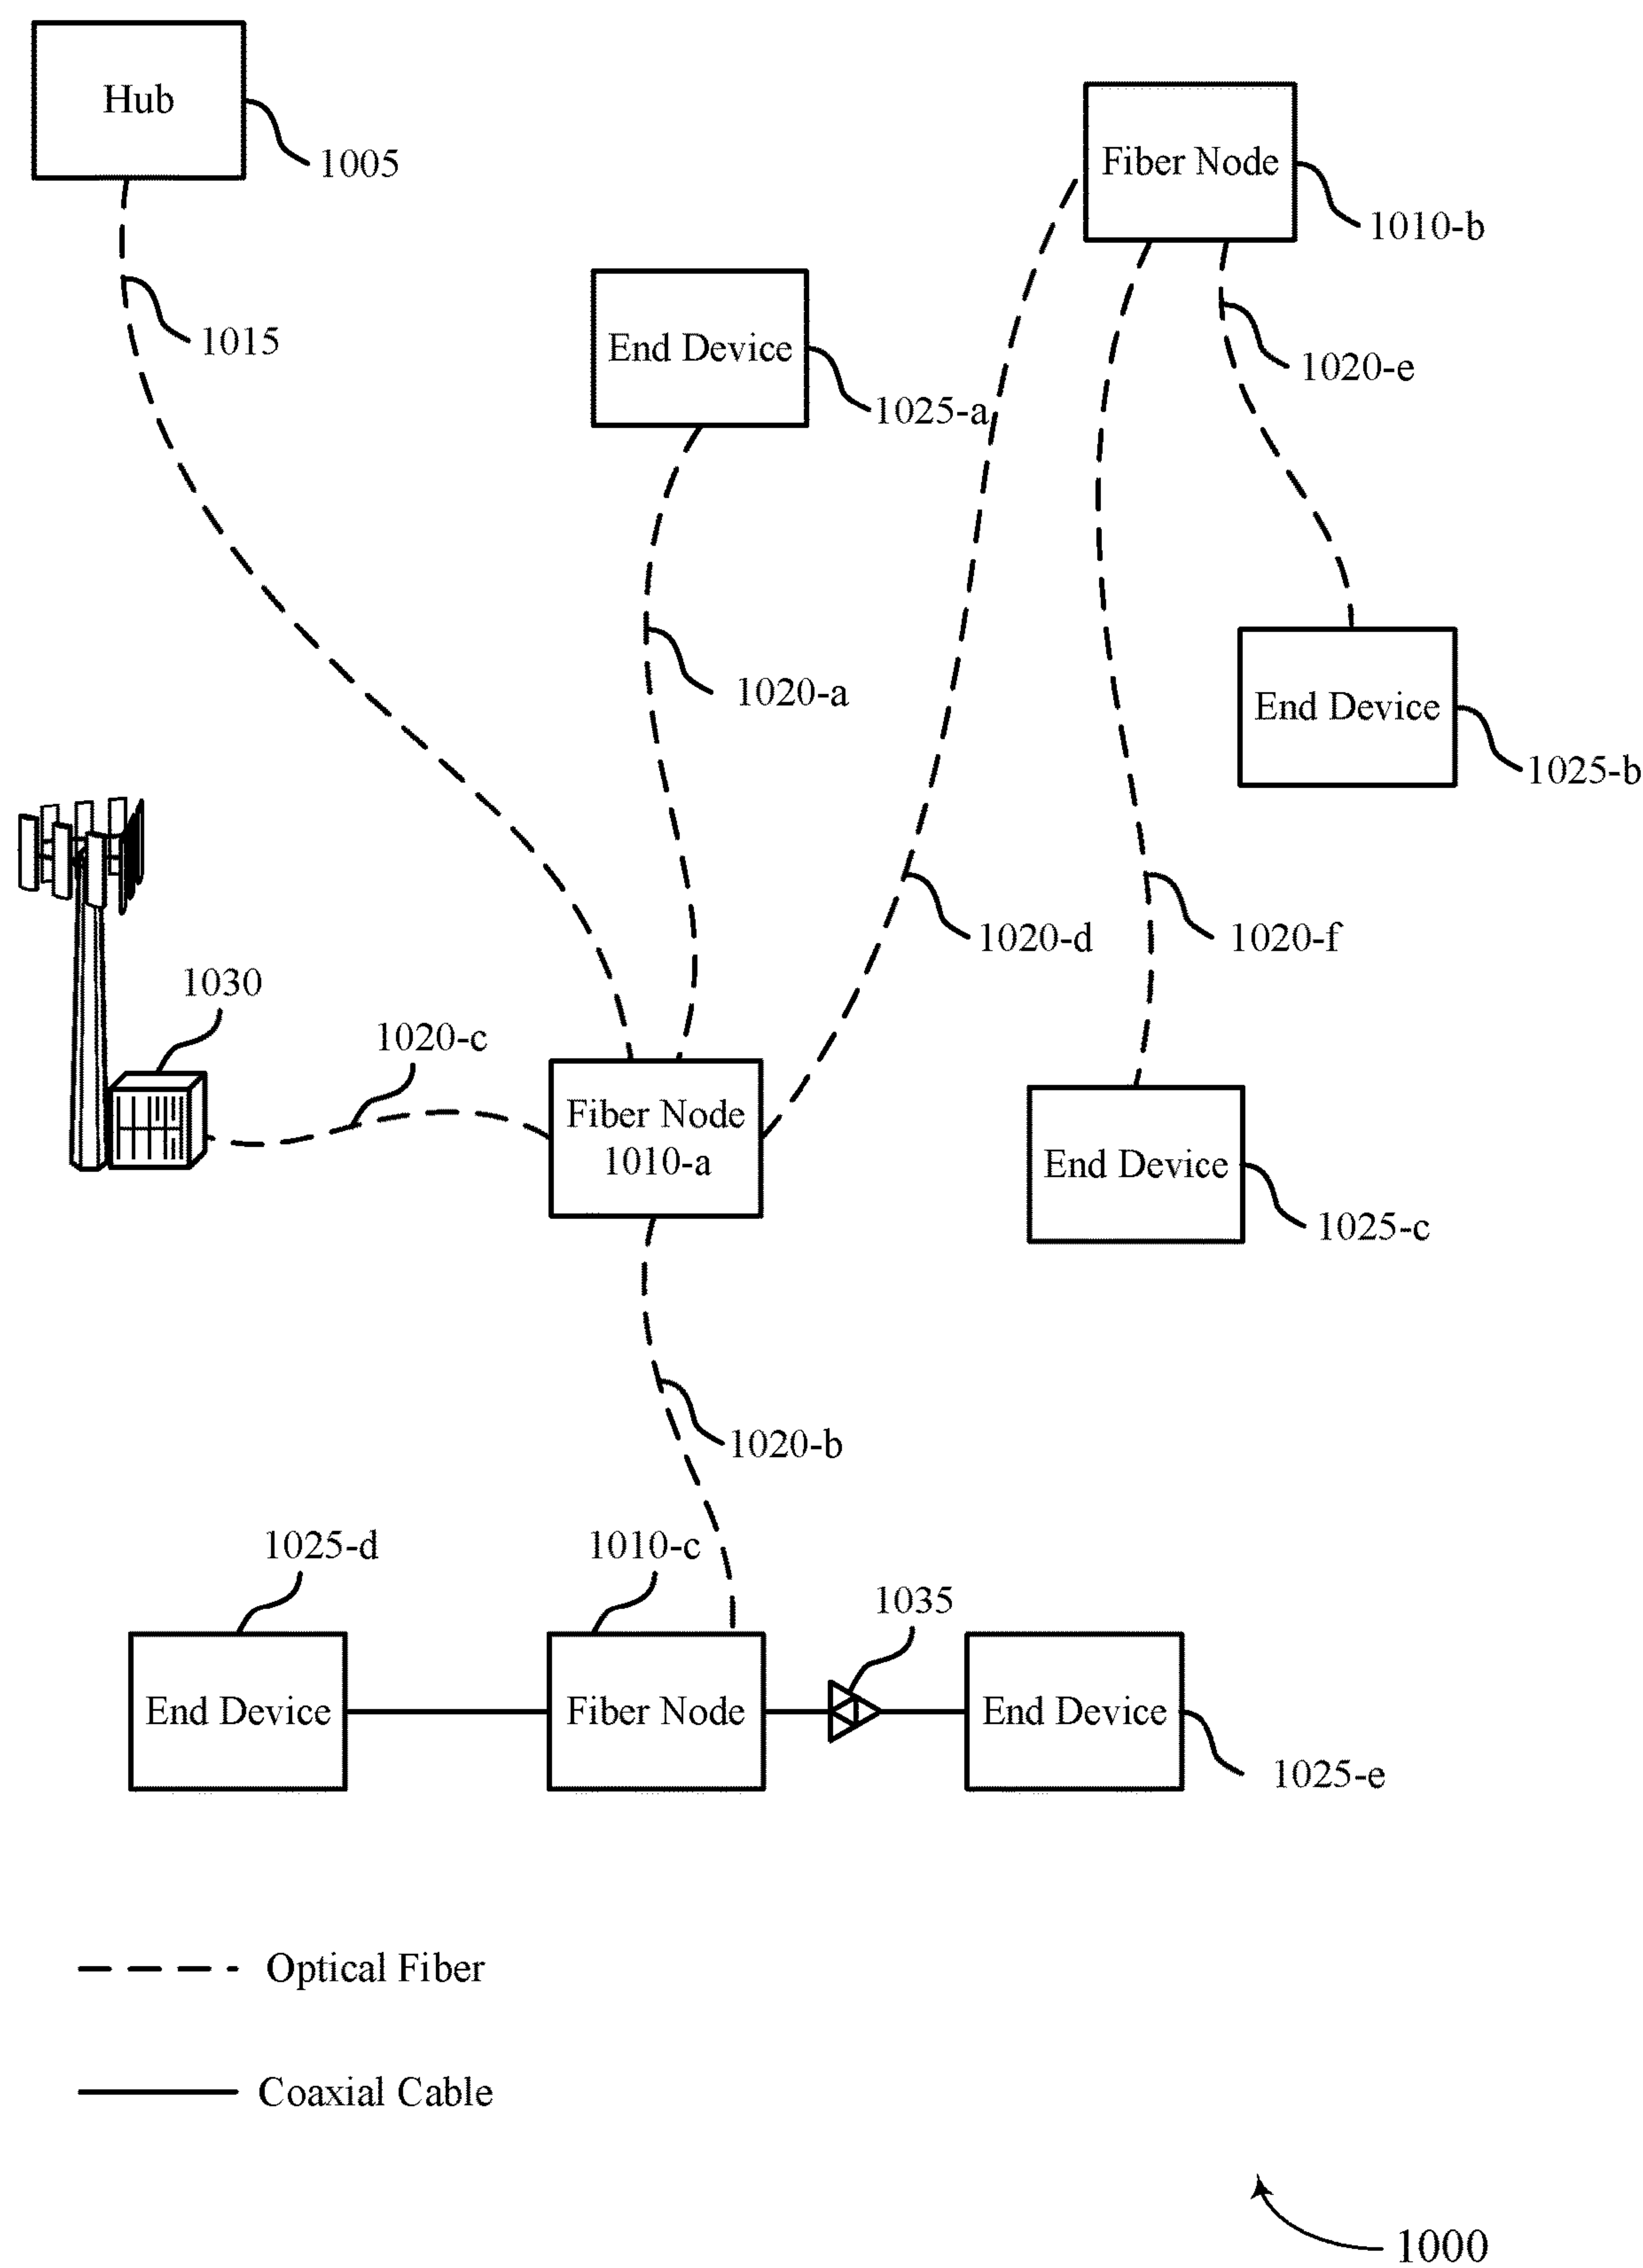 Hub
1005
Fiber Node
1010-b
1015
End Device
1025-a
1020-e
1020-a
End Device
1025-b
1020-d
1020-f
1030
1020-c
Fiber Node
1010-a
End Device
1025-c
1020-b
1025-d
1010-c
1035
End Device
Fiber Node
End Device
1025-e
Optical Fiber
Coaxial Cable
1000